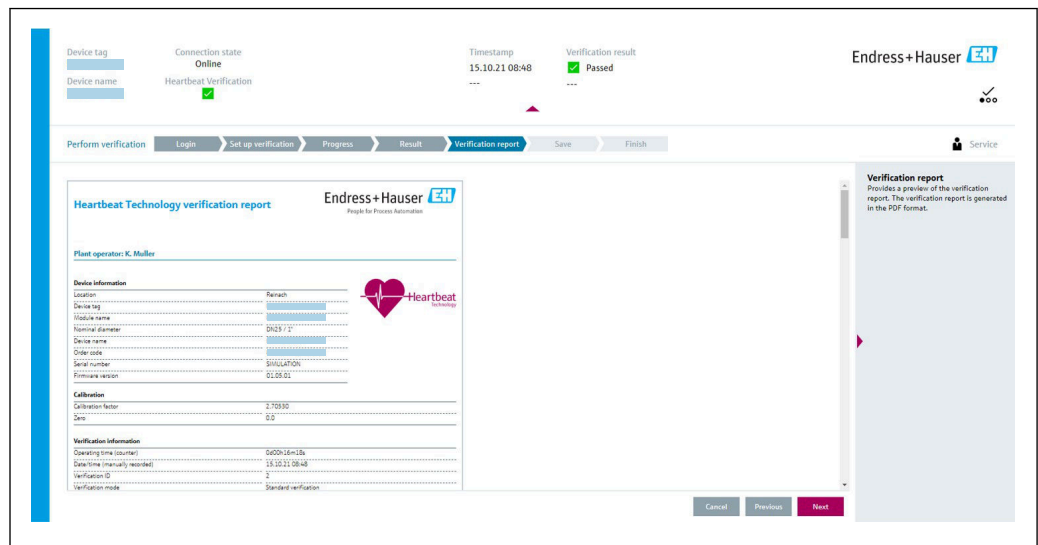 Device tag
Connection state
Timestamp
Verification result
Endress+Hauser EH
Online
15.10.21 08:48
Passed
Device name
Heartbeat Verification
---
---
Perform verification
Login
Set up verification
Progress
Result
Verification report
Save
Finish
Service
Heartbeat Technology verification report
Endress+Hauser EH
People for Process Automation
Plant operator: K. Muller
Device information
Location Reinach
Device tag
Module name
Nominal diameter DN25 / 1"
Device name
Order code
Serial number SIMULATION
Firmware version 01.05.01
Heartbeat
Technology
Calibration
Calibration factor 2.70550
Zero 0.0
Verification information
Operating time (counter) 0d00h16m18s
Date/time (manually recorded) 15.10.21 08:48
Verification ID 2
Verification mode Standard verification
Verification report
Provides a preview of the verification
report. The verification report is generated
in the PDF format.
Cancel
Previous
Next